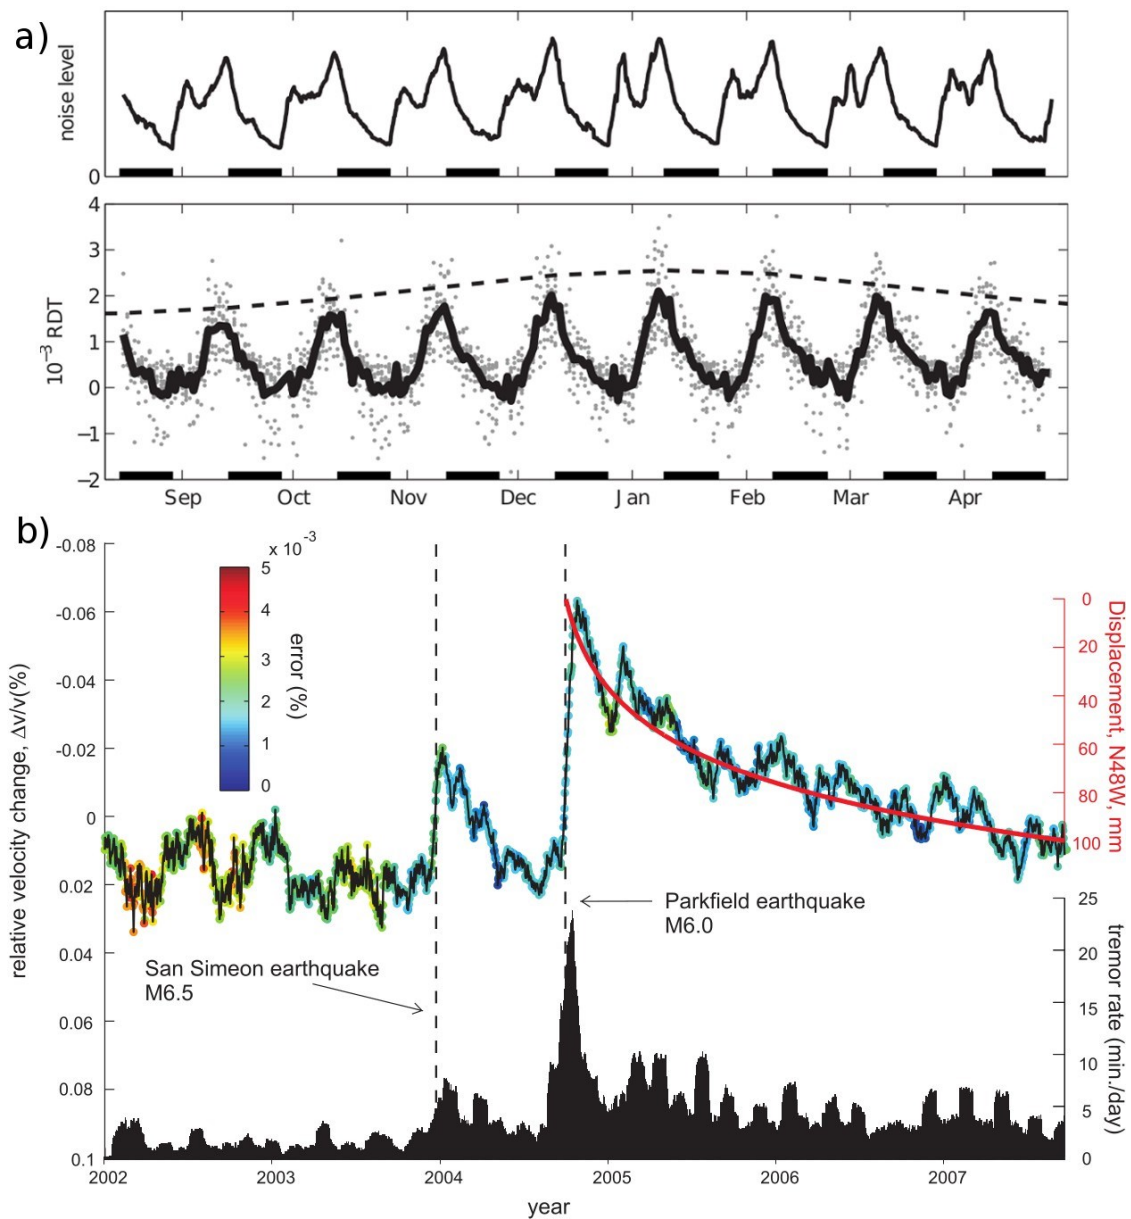 a)
noise level
0
10⁻³ RDT
4
3
2
1
0
−1
−2
Sep Oct Nov Dec Jan Feb Mar Apr
b)
relative velocity change, Δv/v(%)
-0.08
-0.06
-0.04
-0.02
0
0.02
0.04
0.06
0.08
0.1
x 10⁻³
5
4
3
2
1
0
error (%)
0
20
40
60
80
100
Displacement, N48W, mm
Parkfield earthquake
M6.0
San Simeon earthquake
M6.5
25
20
15
10
5
0
tremor rate (min./day)
2002 2003 2004 2005 2006 2007
year